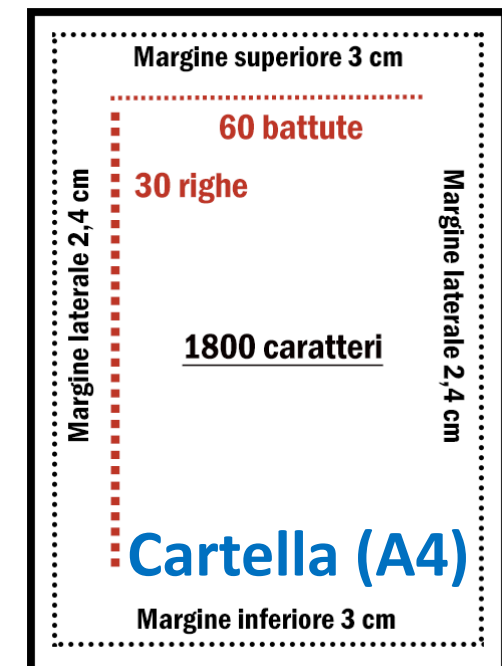 Margine superiore 3 cm
60 battute
30 righe
Margine laterale 2,4 cm
Margine laterale 2,4 cm
1800 caratteri
Cartella (A4)
Margine inferiore 3 cm